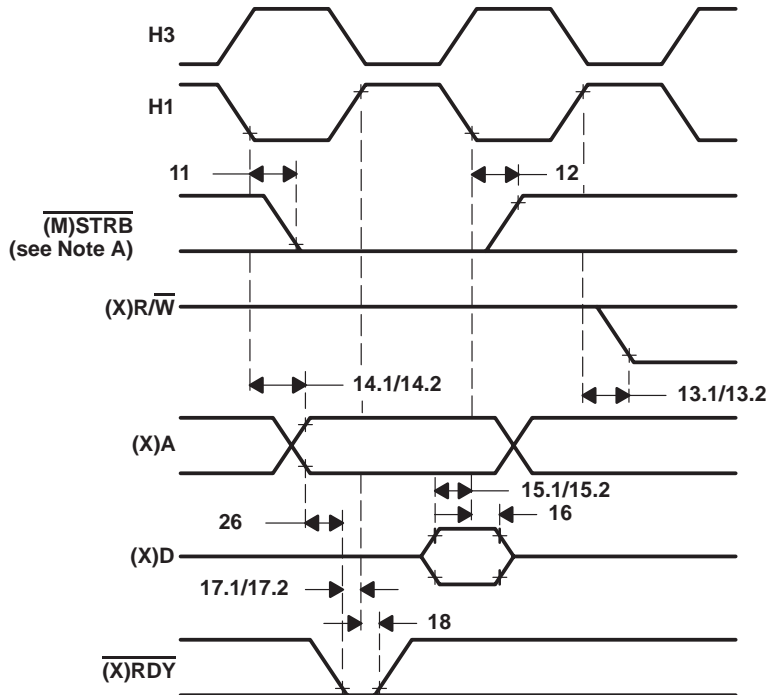 H3
H1
11
12
(M)STRB
(see Note A)
(X)R/W
14.1/14.2
13.1/13.2
(X)A
15.1/15.2
26
16
(X)D
17.1/17.2
18
(X)RDY